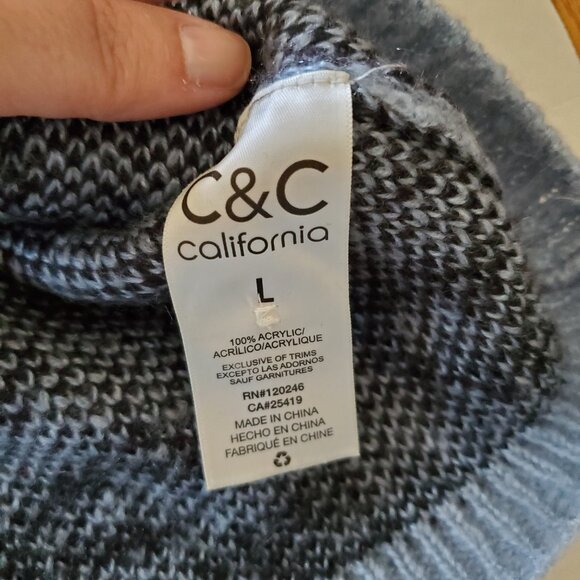 C&C
California
L
100% ACRYLIC/
ACRÍLICO/ACRYLIQUE
EXCLUSIVE OF TRIMS
EXCEPTO LAS ADORNOS
SAUF GARNITURES
RN#120246
CA#25419
MADE IN CHINA
HECHO EN CHINA
FABRIQUÉ EN CHINE